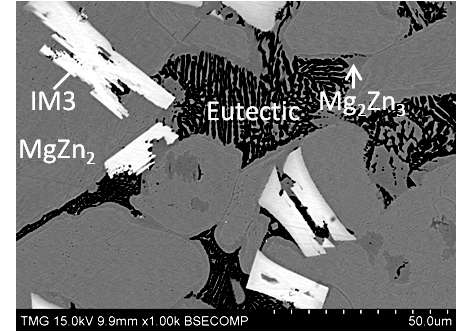 IM3
Eutectic
Mg₂Zn₃
MgZn₂
TMG 15.0kV 9.9mm x1.00k BSECOMP 50.0um